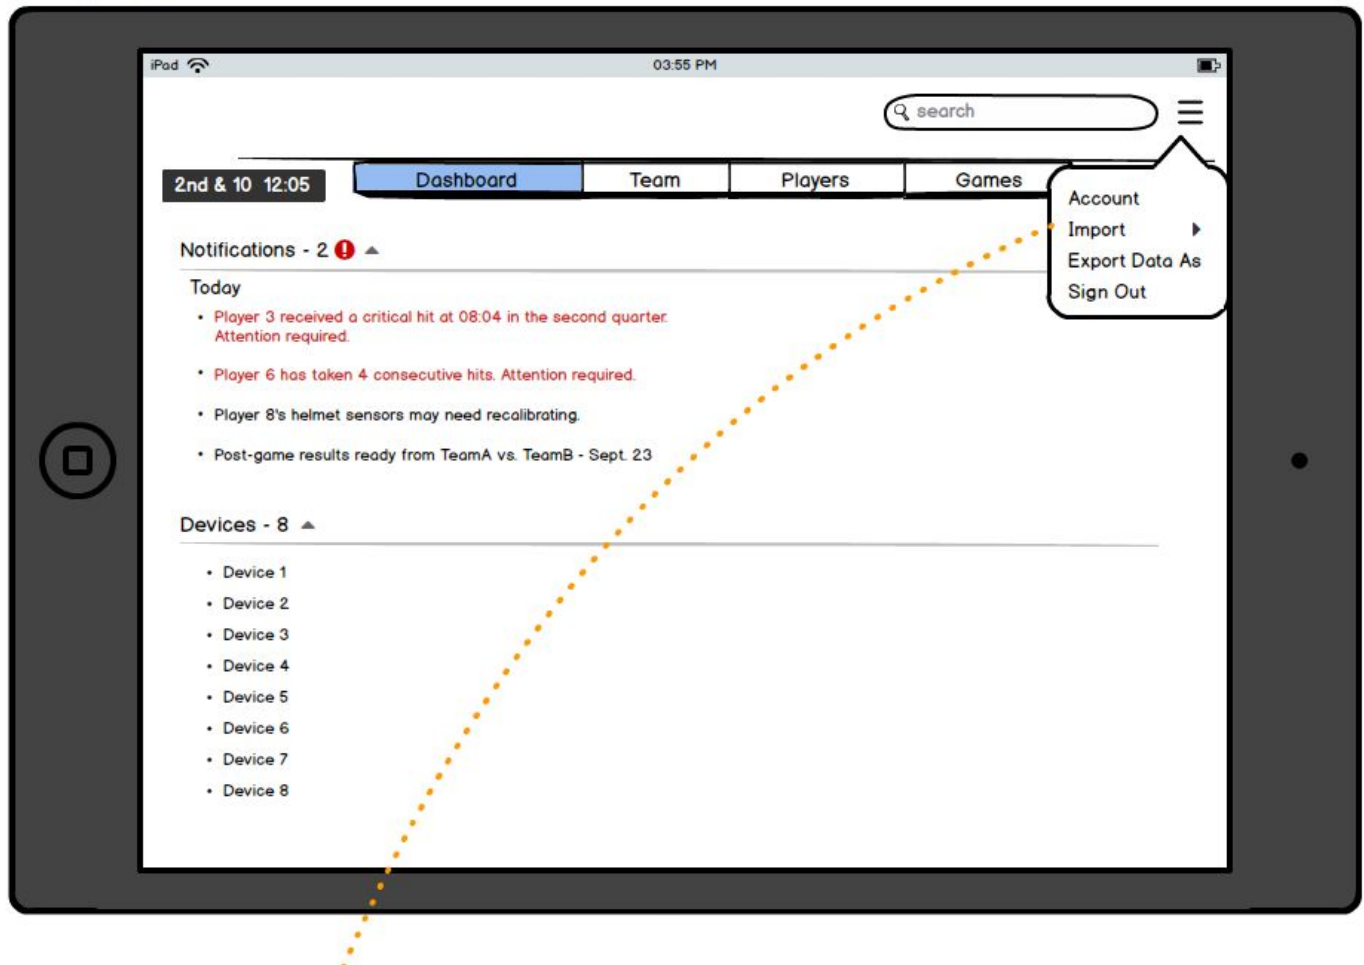 iPad
03:55 PM
search
2nd & 10 12:05
Dashboard
Team
Players
Games
Account
Import
Export Data As
Sign Out
Notifications - 2
Today
Player 3 received a critical hit at 08:04 in the second quarter.
Attention required.
Player 6 has taken 4 consecutive hits. Attention required.
Player 8's helmet sensors may need recalibrating.
Post-game results ready from TeamA vs. TeamB - Sept. 23
Devices - 8
Device 1
Device 2
Device 3
Device 4
Device 5
Device 6
Device 7
Device 8